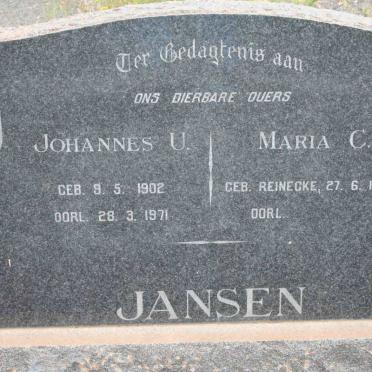 Ter Gedagtenis aan
ONS DIERBARE OUERS
JOHANNES U.
GEB. 9. 5. 1902
OORL. 28. 3. 1971
MARIA C.
GEB. REINECKE, 27. 6.
OORL.
JANSEN